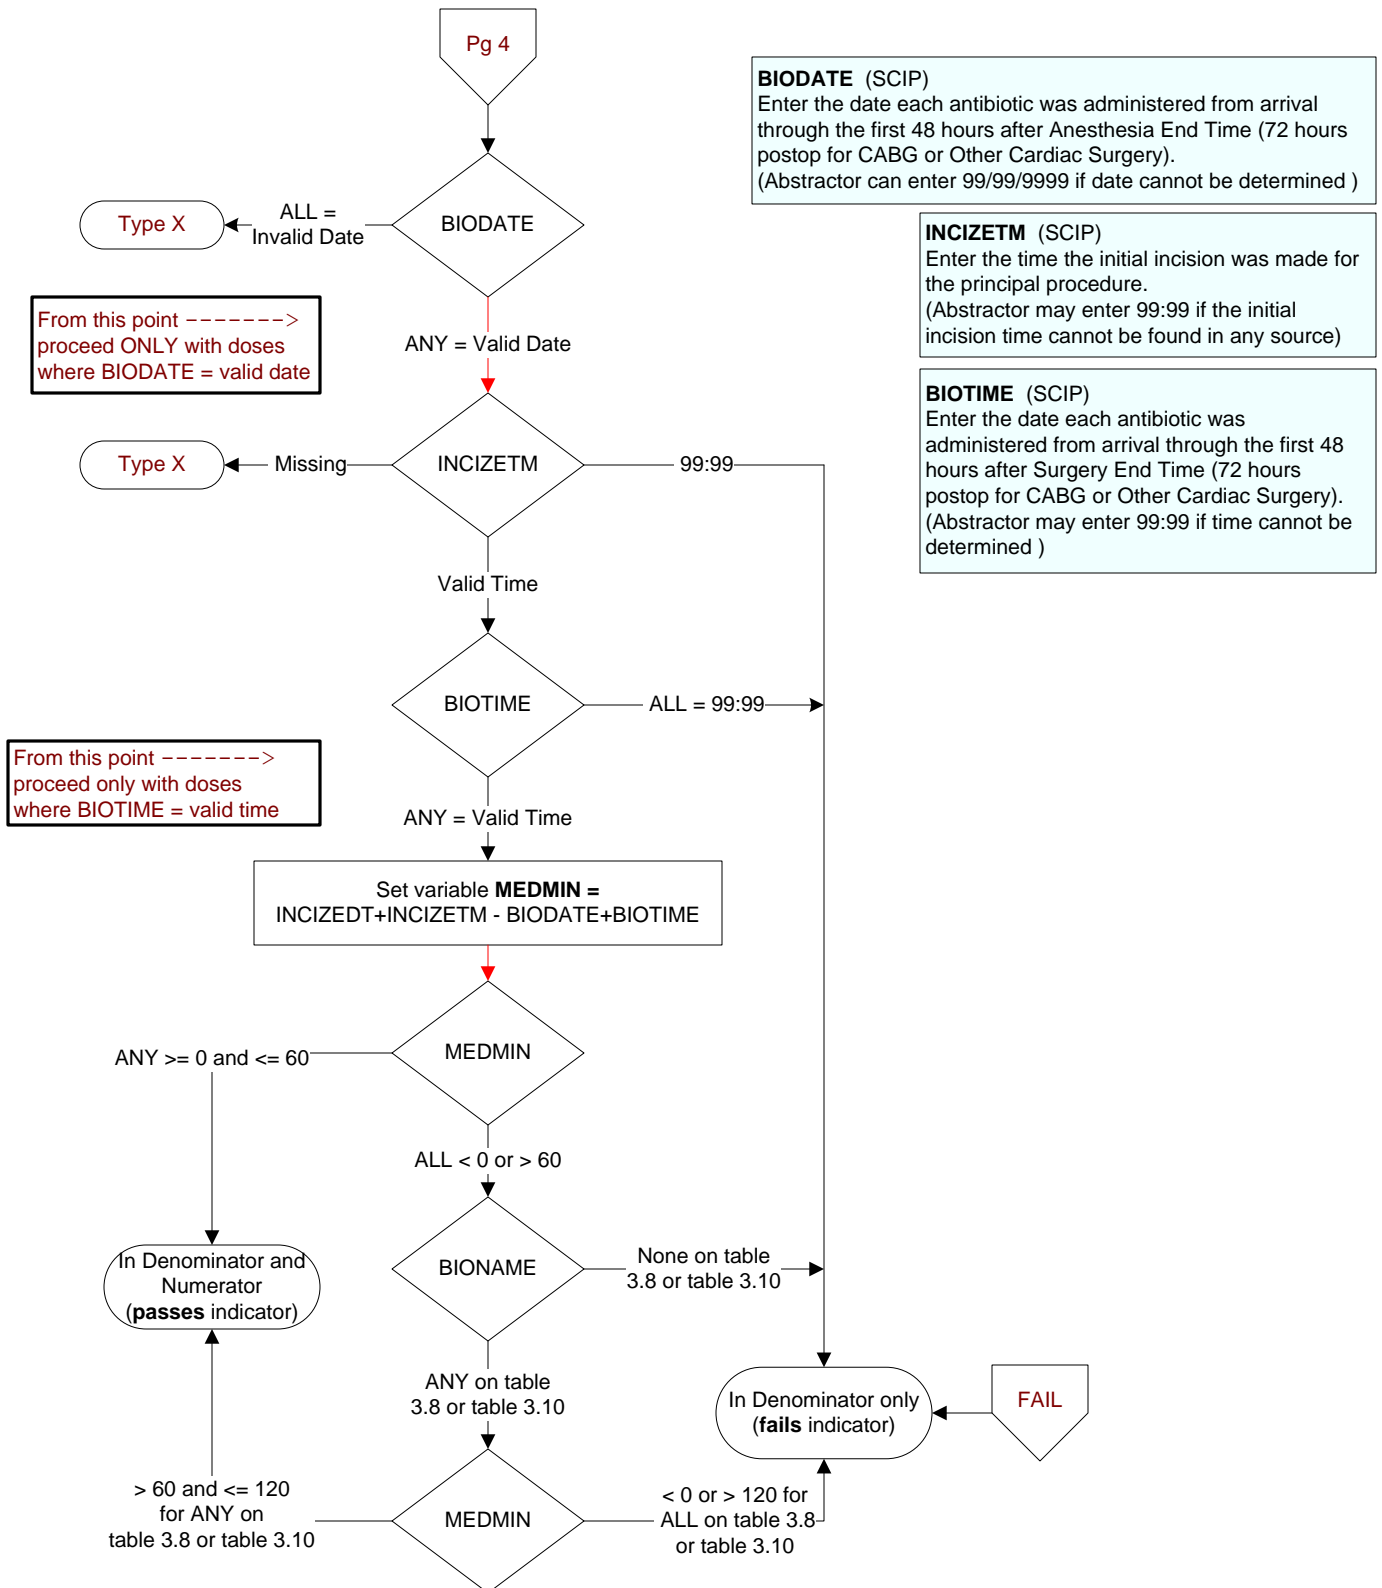 Pg 4
BIODATE (SCIP)
Enter the date each antibiotic was administered from arrival
through the first 48 hours after Anesthesia End Time (72 hours
postop for CABG or Other Cardiac Surgery).
(Abstractor can enter 99/99/9999 if date cannot be determined )
Type X
ALL =
Invalid Date
BIODATE
INCIZETM (SCIP)
Enter the time the initial incision was made for
the principal procedure.
(Abstractor may enter 99:99 if the initial
incision time cannot be found in any source)
From this point ------->
proceed ONLY with doses
where BIODATE = valid date
ANY = Valid Date
BIOTIME (SCIP)
Enter the date each antibiotic was
administered from arrival through the first 48
hours after Surgery End Time (72 hours
postop for CABG or Other Cardiac Surgery).
(Abstractor may enter 99:99 if time cannot be
determined )
Type X
Missing
INCIZETM
99:99
Valid Time
BIOTIME
ALL = 99:99
From this point ------->
proceed only with doses
where BIOTIME = valid time
ANY = Valid Time
Set variable MEDMIN =
INCIZEDT+INCIZETM - BIODATE+BIOTIME
ANY >= 0 and <= 60
MEDMIN
ALL < 0 or > 60
In Denominator and
Numerator
(passes indicator)
BIONAME
None on table
3.8 or table 3.10
ANY on table
3.8 or table 3.10
In Denominator only
(fails indicator)
FAIL
> 60 and <= 120
for ANY on
table 3.8 or table 3.10
MEDMIN
< 0 or > 120 for
ALL on table 3.8
or table 3.10